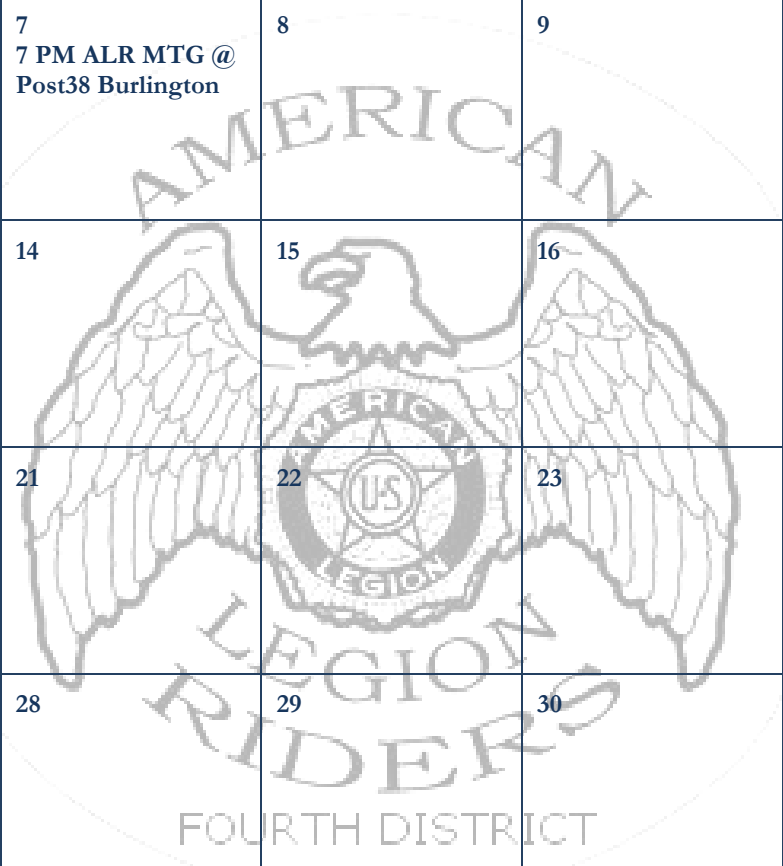 7
7 PM ALR MTG @
Post38 Burlington
8
9
AMERICAN
14
15
16
AMERICAN
21
22
23
U·S
LEGION
LEGION
28
29
30
RIDERS
FOURTH DISTRICT